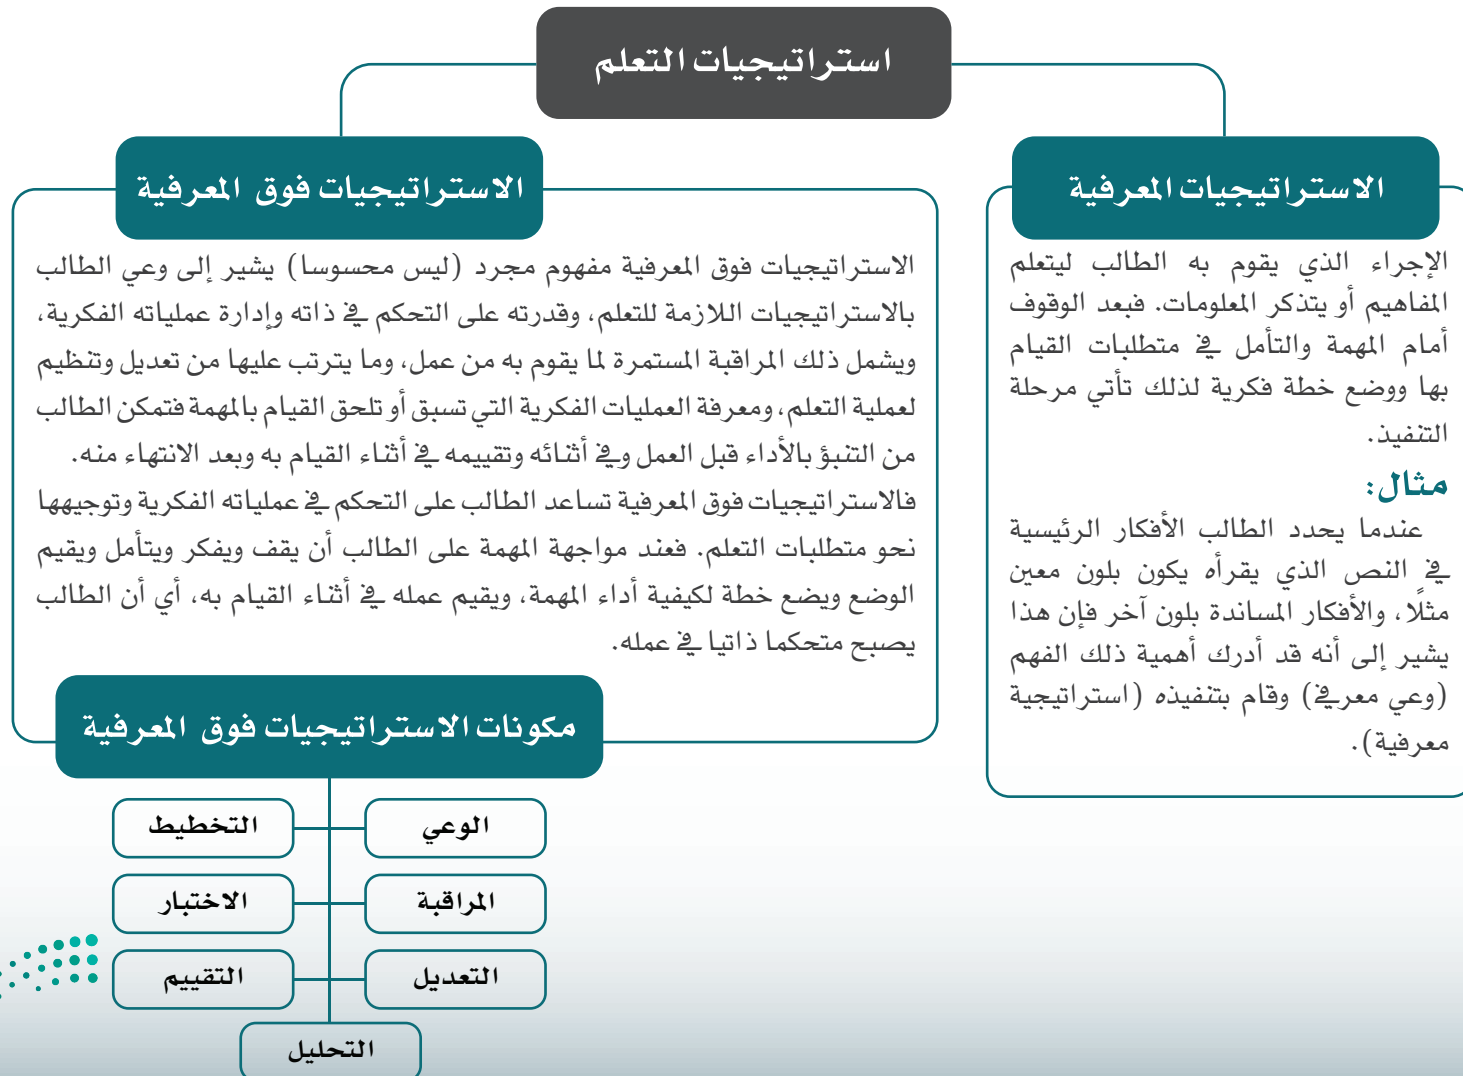 استراتيجيات التعلم
الاستراتيجيات المعرفية
الإجراء الذي يقوم به الطالب ليتعلم
المفاهيم أو يتذكر المعلومات. فبعد الوقوف
أمام المهمة والتأمل في متطلبات القيام
بها ووضع خطة فكرية لذلك تأتي مرحلة
التنفيذ.
مثال:
عندما يحدد الطالب الأفكار الرئيسية
في النص الذي يقرأه يكون بلون معين
مثلًا، والأفكار المساندة بلون آخر فإن هذا
يشير إلى أنه قد أدرك أهمية ذلك الفهم
(وعي معرفي) وقام بتنفيذه (استراتيجية
معرفية).
الاستراتيجيات فوق المعرفية
الاستراتيجيات فوق المعرفية مفهوم مجرد (ليس محسوسا) يشير إلى وعي الطالب
بالاستراتيجيات اللازمة للتعلم، وقدرته على التحكم في ذاته وإدارة عملياته الفكرية،
ويشمل ذلك المراقبة المستمرة لما يقوم به من عمل، وما يترتب عليها من تعديل وتنظيم
لعملية التعلم، ومعرفة العمليات الفكرية التي تسبق أو تلحق القيام بالمهمة فتمكن الطالب
من التنبؤ بالأداء قبل العمل وفي أثنائه وتقييمه في أثناء القيام به وبعد الانتهاء منه.
فالاستراتيجيات فوق المعرفية تساعد الطالب على التحكم في عملياته الفكرية وتوجيهها
نحو متطلبات التعلم. فعند مواجهة المهمة على الطالب أن يقف ويفكر ويتأمل ويقيم
الوضع ويضع خطة لكيفية أداء المهمة، ويقيم عمله في أثناء القيام به، أي أن الطالب
يصبح متحكما ذاتيا في عمله.
مكونات الاستراتيجيات فوق المعرفية
الوعي
التخطيط
المراقبة
الاختبار
التعديل
التقييم
التحليل